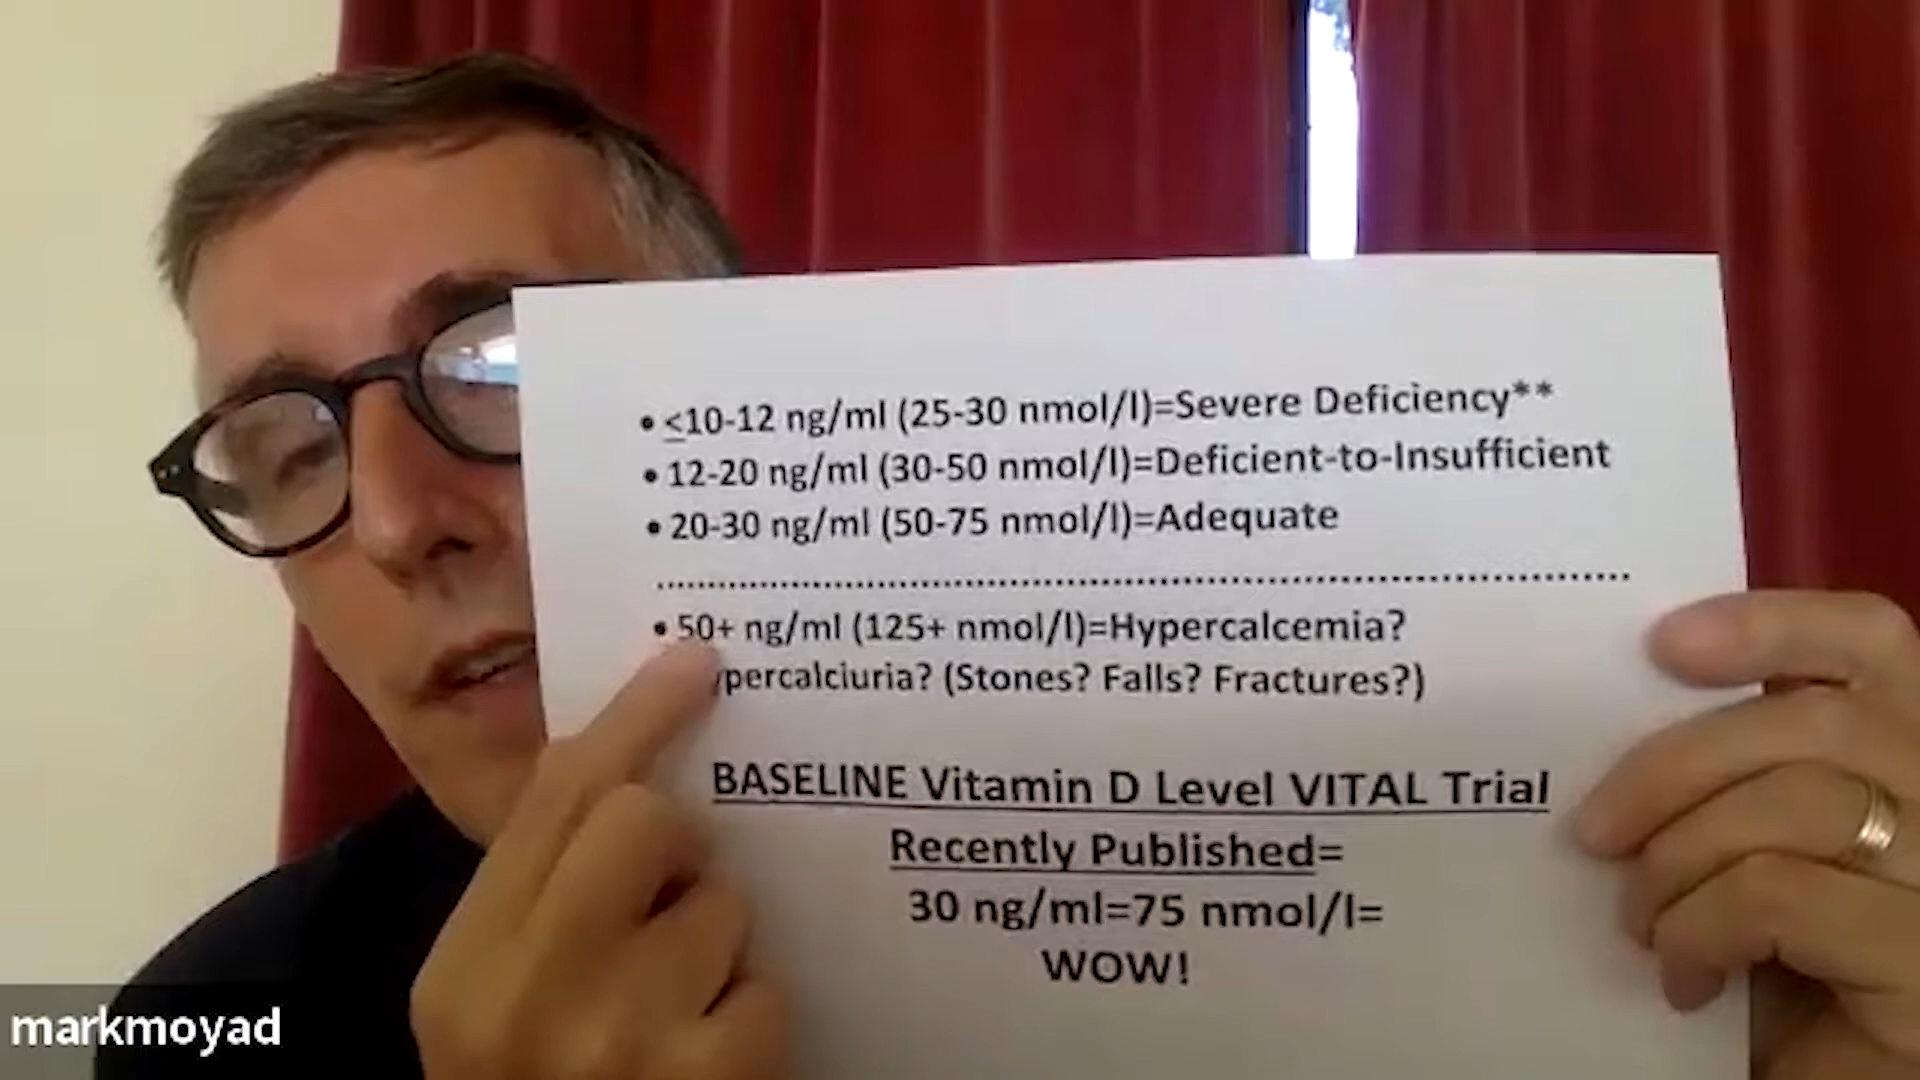 • <10-12 ng/ml (25-30 nmol/l)=Severe Deficiency**
• 12-20 ng/ml (30-50 nmol/l)=Deficient-to-Insufficient
• 20-30 ng/ml (50-75 nmol/l)=Adequate
• 50+ ng/ml (125+ nmol/l)=Hypercalcemia?
ypercalciuria? (Stones? Falls? Fractures?)
BASELINE Vitamin D Level VITAL Trial
Recently Published=
30 ng/ml=75 nmol/l=
WOW!
markmoyad